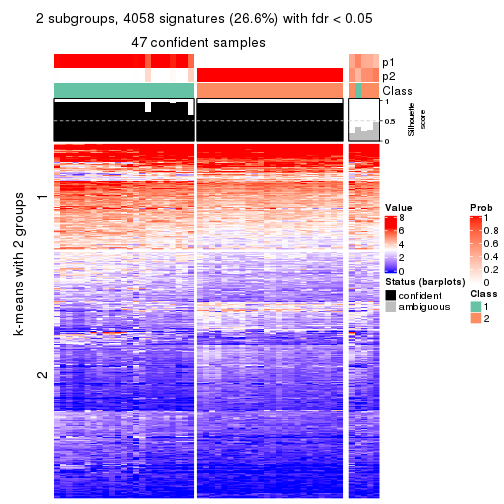 2 subgroups, 4058 signatures (26.6%) with fdr < 0.05
47 confident samples
p1
p2
Class
1
0.5
0
Silhouette
score
k-means with 2 groups
1
2
Value
8
6
4
2
0
Prob
1
0.8
0.6
0.4
0.2
0
Status (barplots)
confident
ambiguous
Class
1
2